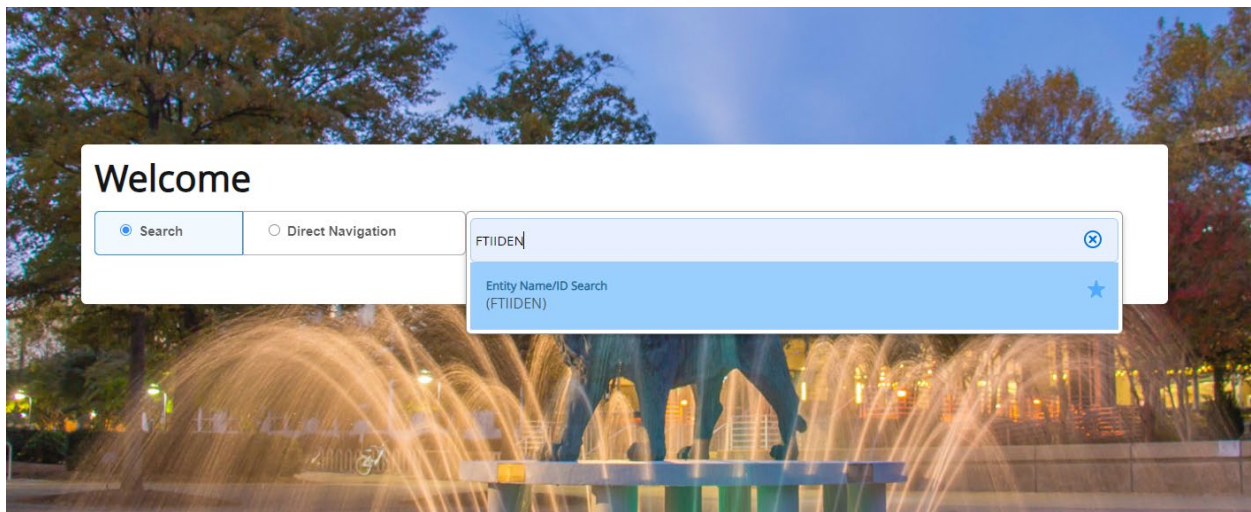 Welcome
Search
Direct Navigation
FTIIDEN
Entity Name/ID Search
(FTIIDEN)